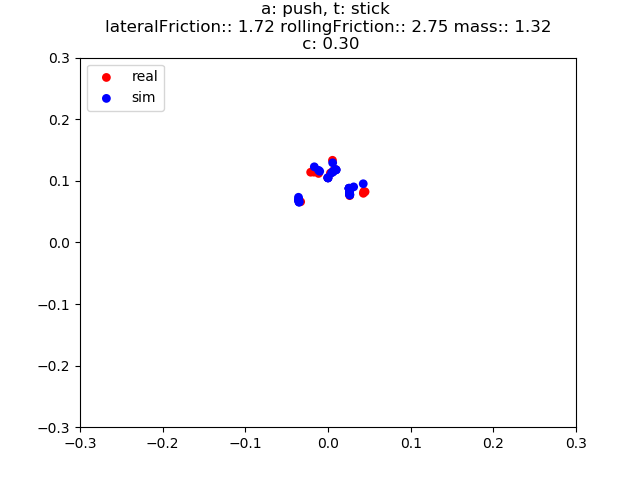 a: push, t: stick
lateralFriction:: 1.72 rollingFriction:: 2.75 mass:: 1.32
c: 0.30
real
sim
0.3
0.2
0.1
0.0
−0.1
−0.2
−0.3
−0.3 −0.2 −0.1 0.0 0.1 0.2 0.3